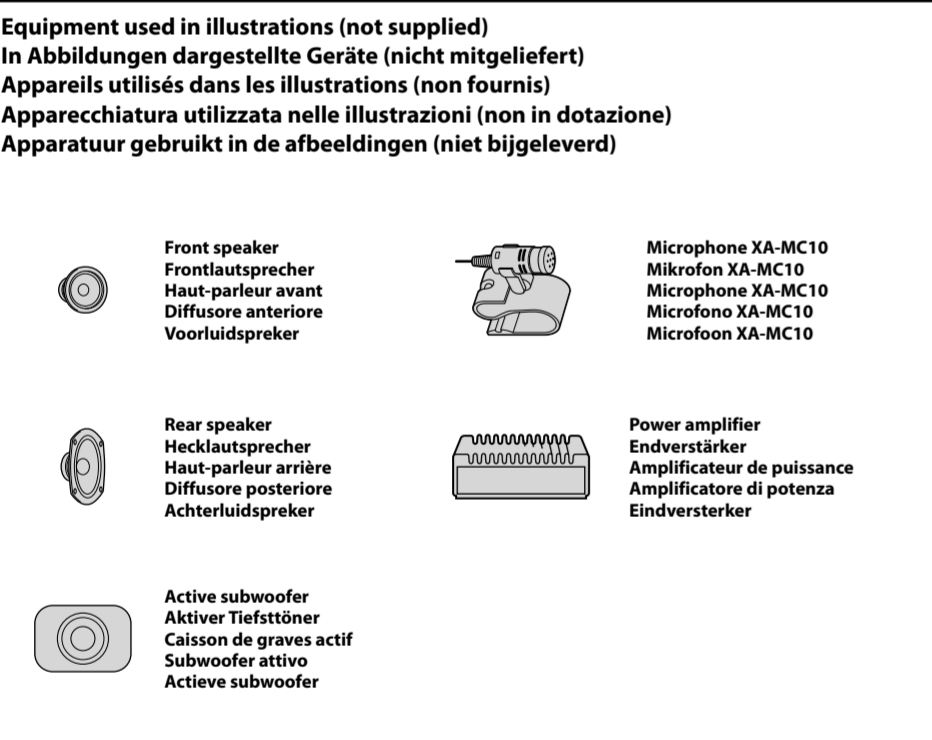 Equipment used in illustrations (not supplied)
In Abbildungen dargestellte Geräte (nicht mitgeliefert)
Appareils utilisés dans les illustrations (non fournis)
Apparecchiatura utilizzata nelle illustrazioni (non in dotazione)
Apparatuur gebruikt in de afbeeldingen (niet bijgeleverd)
Front speaker
Frontlautsprecher
Haut-parleur avant
Diffusore anteriore
Voorluidspreker
Microphone XA-MC10
Mikrofon XA-MC10
Microphone XA-MC10
Microfono XA-MC10
Microfoon XA-MC10
Rear speaker
Hecklautsprecher
Haut-parleur arrière
Diffusore posteriore
Achterluidspreker
Power amplifier
Endverstärker
Amplificateur de puissance
Amplificatore di potenza
Eindversterker
Active subwoofer
Aktiver Tiefsttöner
Caisson de graves actif
Subwoofer attivo
Actieve subwoofer